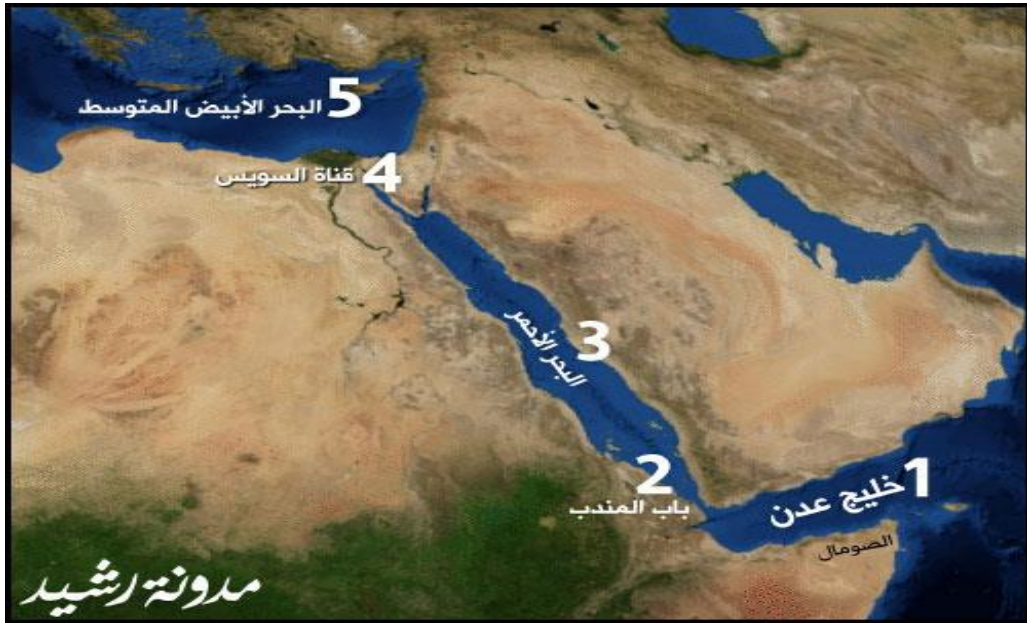 5 البحر الأبيض المتوسط
4 قناة السويس
3 البحر الأحمر
2 باب المندب
1 خليج عدن
الصومال
مدونة رشيد